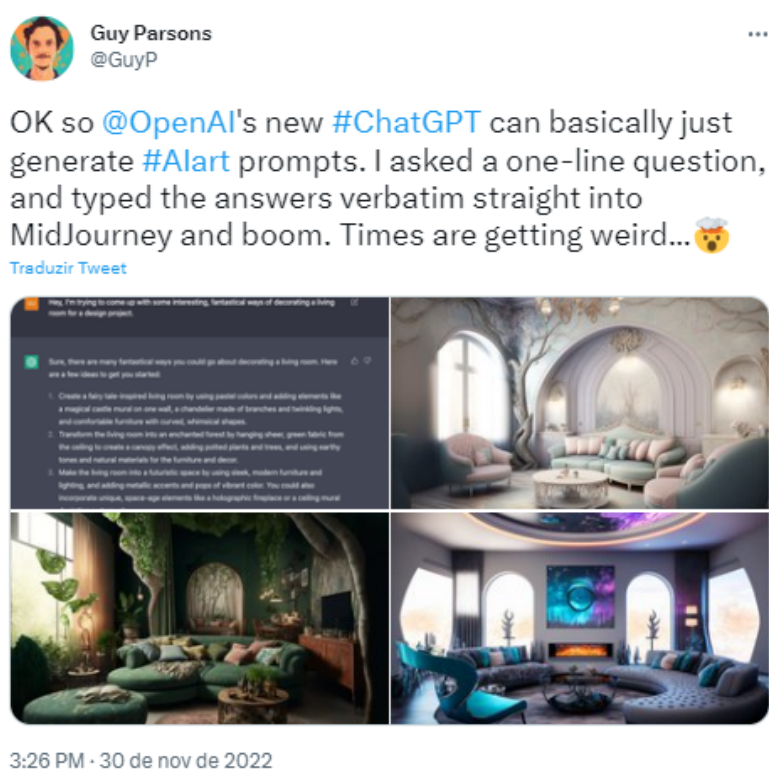 Guy Parsons
@GuyP
OK so @OpenAI's new #ChatGPT can basically just
generate #AIart prompts. I asked a one-line question,
and typed the answers verbatim straight into
MidJourney and boom. Times are getting weird...🤯
Traduzir Tweet
Hey, I'm trying to come up with some interesting, fantastical ways of decorating a living
room for a design project.
Sure, there are many fantastical ways you could go about decorating a living room. Here
are a few ideas to get you started:
1. Create a fairy tale-inspired living room by using pastel colors and adding elements like
a magical castle mural on one wall, a chandelier made of branches and twinkling lights,
and comfortable furniture with curved, whimsical shapes.
2. Transform the living room into an enchanted forest by hanging sheer, green fabric from
the ceiling to create a canopy effect, adding potted plants and trees, and using earthy
tones and natural materials for the furniture and decor.
3. Make the living room into a futuristic space by using sleek, modern furniture and
lighting, and adding metallic accents and pops of vibrant color. You could also
incorporate unique, space-age elements like a holographic fireplace or a ceiling mural
3:26 PM · 30 de nov de 2022